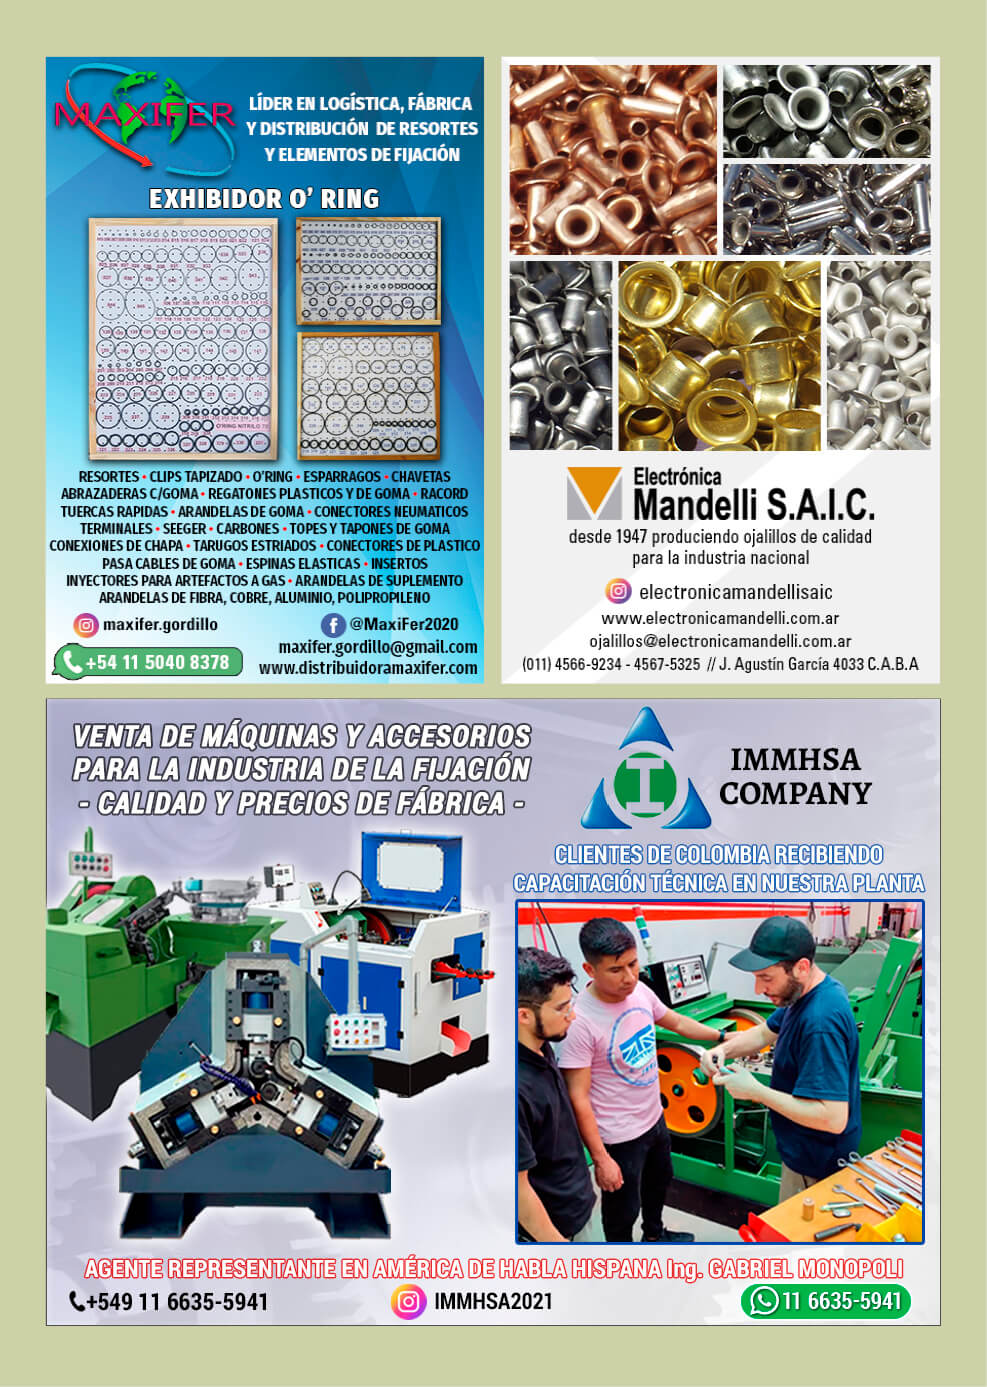 MAXIFER
LÍDER EN LOGÍSTICA, FÁBRICA
Y DISTRIBUCIÓN DE RESORTES
Y ELEMENTOS DE FIJACIÓN
EXHIBIDOR O’ RING
O'RING NITRILO 70
RESORTES • CLIPS TAPIZADO • O'RING • ESPARRAGOS • CHAVETAS
ABRAZADERAS C/GOMA • REGATONES PLASTICOS Y DE GOMA • RACORD
TUERCAS RAPIDAS • ARANDELAS DE GOMA • CONECTORES NEUMATICOS
TERMINALES • SEEGER • CARBONES • TOPES Y TAPONES DE GOMA
CONEXIONES DE CHAPA • TARUGOS ESTRIADOS • CONECTORES DE PLASTICO
PASA CABLES DE GOMA • ESPINAS ELASTICAS • INSERTOS
INYECTORES PARA ARTEFACTOS A GAS • ARANDELAS DE SUPLEMENTO
ARANDELAS DE FIBRA, COBRE, ALUMINIO, POLIPROPILENO
maxifer.gordillo
@MaxiFer2020
+54 11 5040 8378
maxifer.gordillo@gmail.com
www.distribuidoramaxifer.com
Electrónica
Mandelli S.A.I.C.
desde 1947 produciendo ojalillos de calidad
para la industria nacional
electronicamandellisaic
www.electronicamandelli.com.ar
ojalillos@electronicamandelli.com.ar
(011) 4566-9234 - 4567-5325 // J. Agustín García 4033 C.A.B.A
VENTA DE MÁQUINAS Y ACCESORIOS
PARA LA INDUSTRIA DE LA FIJACIÓN
- CALIDAD Y PRECIOS DE FÁBRICA -
I
IMMHSA
COMPANY
CLIENTES DE COLOMBIA RECIBIENDO
CAPACITACIÓN TÉCNICA EN NUESTRA PLANTA
AGENTE REPRESENTANTE EN AMÉRICA DE HABLA HISPANA Ing. GABRIEL MONOPOLI
+549 11 6635-5941
IMMHSA2021
11 6635-5941